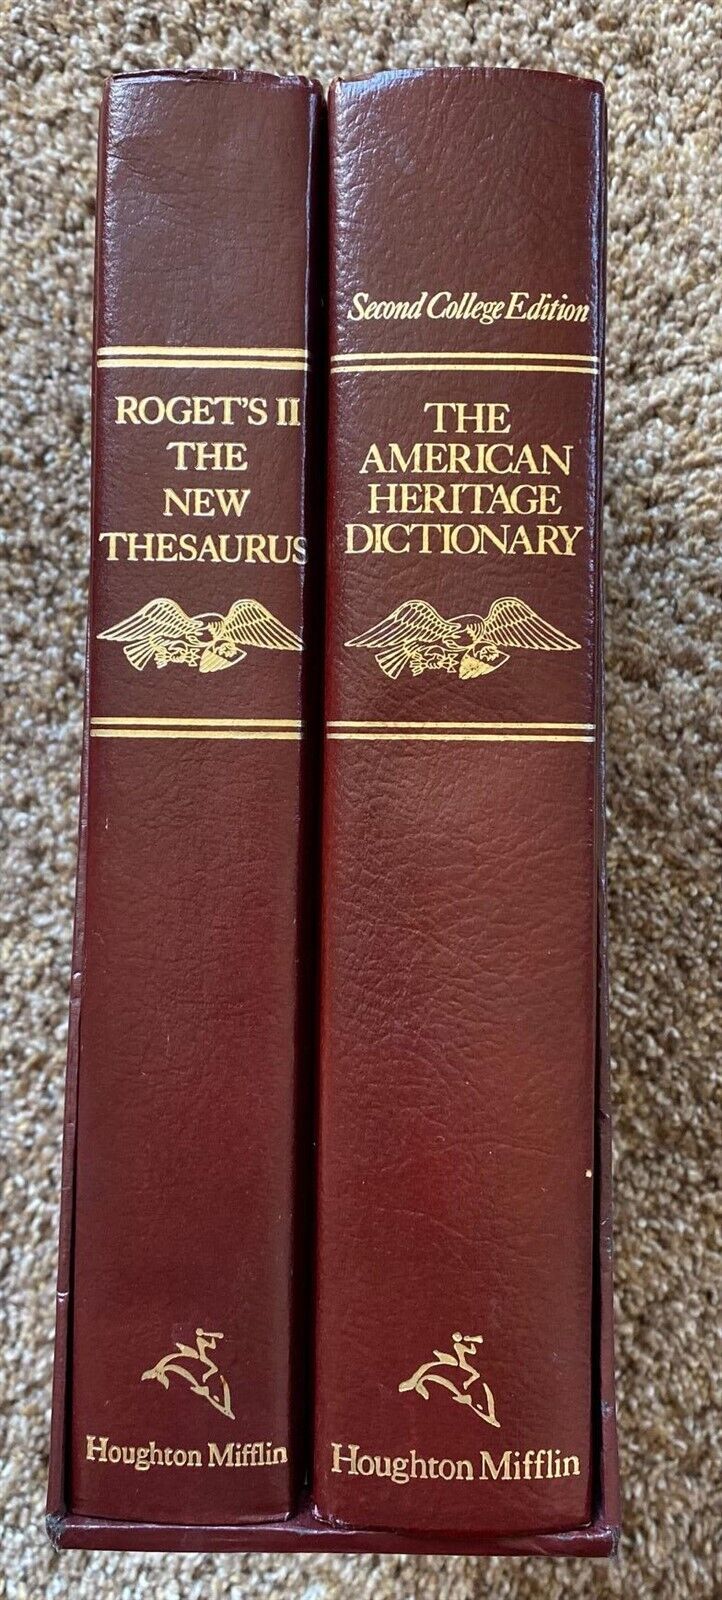 ROGET'S II
THE
NEW
THESAURUS
Houghton Mifflin
Second College Edition
THE
AMERICAN
HERITAGE
DICTIONARY
Houghton Mifflin